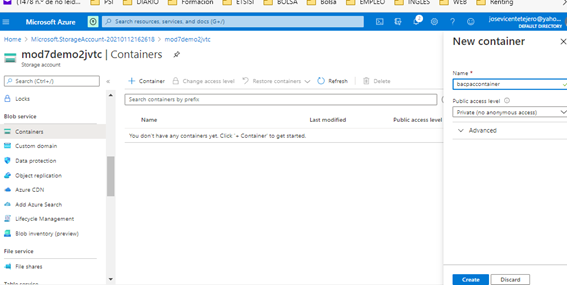 (1478 n.º de no leíd...
PSI
DIARIO
Formación
ETSISI
BOLSA
Bolsa
EMPLEO
INGLES
WEB
Renting
Microsoft Azure
Search resources, services, and docs (G+/)
josevicentetejero@yahoo...
DEFAULT DIRECTORY
Home > Microsoft.StorageAccount-20210112162618 > mod7demo2jvtc
mod7demo2jvtc | Containers
Storage account
Search (Ctrl+/)
Locks
Blob service
Containers
Custom domain
Data protection
Object replication
Azure CDN
Add Azure Search
Lifecycle Management
Blob inventory (preview)
File service
File shares
+ Container
Change access level
Restore containers
Refresh
Delete
Search containers by prefix
Name
Last modified
Public access level
You don't have any containers yet. Click '+ Container' to get started.
New container
Name *
bacpaccontainer
Public access level
Private (no anonymous access)
Advanced
Create
Discard